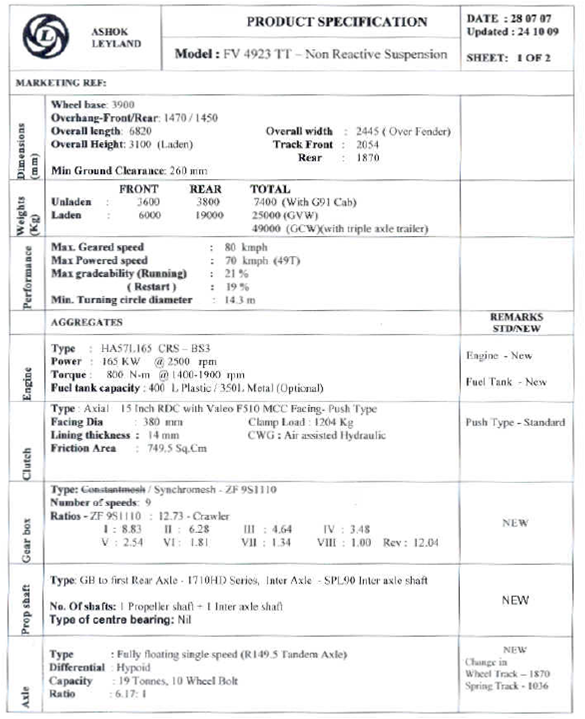 ASHOK
LEYLAND
PRODUCT SPECIFICATION
Model : FV 4923 TT – Non Reactive Suspension
DATE : 28 07 07
Updated : 24 10 09
SHEET: 1 OF 2
MARKETING REF:
Dimensions (mm)
Wheel base: 3900
Overhang-Front/Rear: 1470 / 1450
Overall length: 6820 Overall width : 2445 ( Over Fender)
Overall Height: 3100 (Laden) Track Front : 2054
Rear : 1870
Min Ground Clearance: 260 mm
Weights (Kg)
FRONT REAR TOTAL
Unladen : 3600 3800 7400 (With G91 Cab)
Laden : 6000 19000 25000 (GVW)
49000 (GCW)(with triple axle trailer)
Performance
Max. Geared speed : 80 kmph
Max Powered speed : 70 kmph (49T)
Max gradeability (Running) : 21 %
( Restart ) : 19 %
Min. Turning circle diameter : 14.3 m
AGGREGATES
REMARKS
STD/NEW
Engine
Type : HA57L165 CRS – BS3
Power : 165 KW @ 2500 rpm
Torque : 800 N-m @ 1400-1900 rpm
Fuel tank capacity : 400 L Plastic / 350L Metal (Optional)
Engine - New
Fuel Tank - New
Clutch
Type : Axial 15 Inch RDC with Valeo F510 MCC Facing- Push Type
Facing Dia : 380 mm Clamp Load : 1204 Kg
Lining thickness : 14 mm CWG : Air assisted Hydraulic
Friction Area : 749.5 Sq.Cm
Push Type - Standard
Gear box
Type: Constantmesh / Synchromesh - ZF 9S1110
Number of speeds: 9
Ratios - ZF 9S1110 : 12.73 - Crawler
I : 8.83 II : 6.28 III : 4.64 IV : 3.48
V : 2.54 VI : 1.81 VII : 1.34 VIII : 1.00 Rev : 12.04
NEW
Prop shaft
Type: GB to first Rear Axle - 1710HD Series, Inter Axle - SPL90 Inter axle shaft
No. Of shafts: 1 Propeller shaft + 1 Inter axle shaft
Type of centre bearing: Nil
NEW
Axle
Type : Fully floating single speed (R149.5 Tandem Axle)
Differential : Hypoid
Capacity : 19 Tonnes, 10 Wheel Bolt
Ratio : 6.17: 1
NEW
Change in
Wheel Track – 1870
Spring Track - 1036